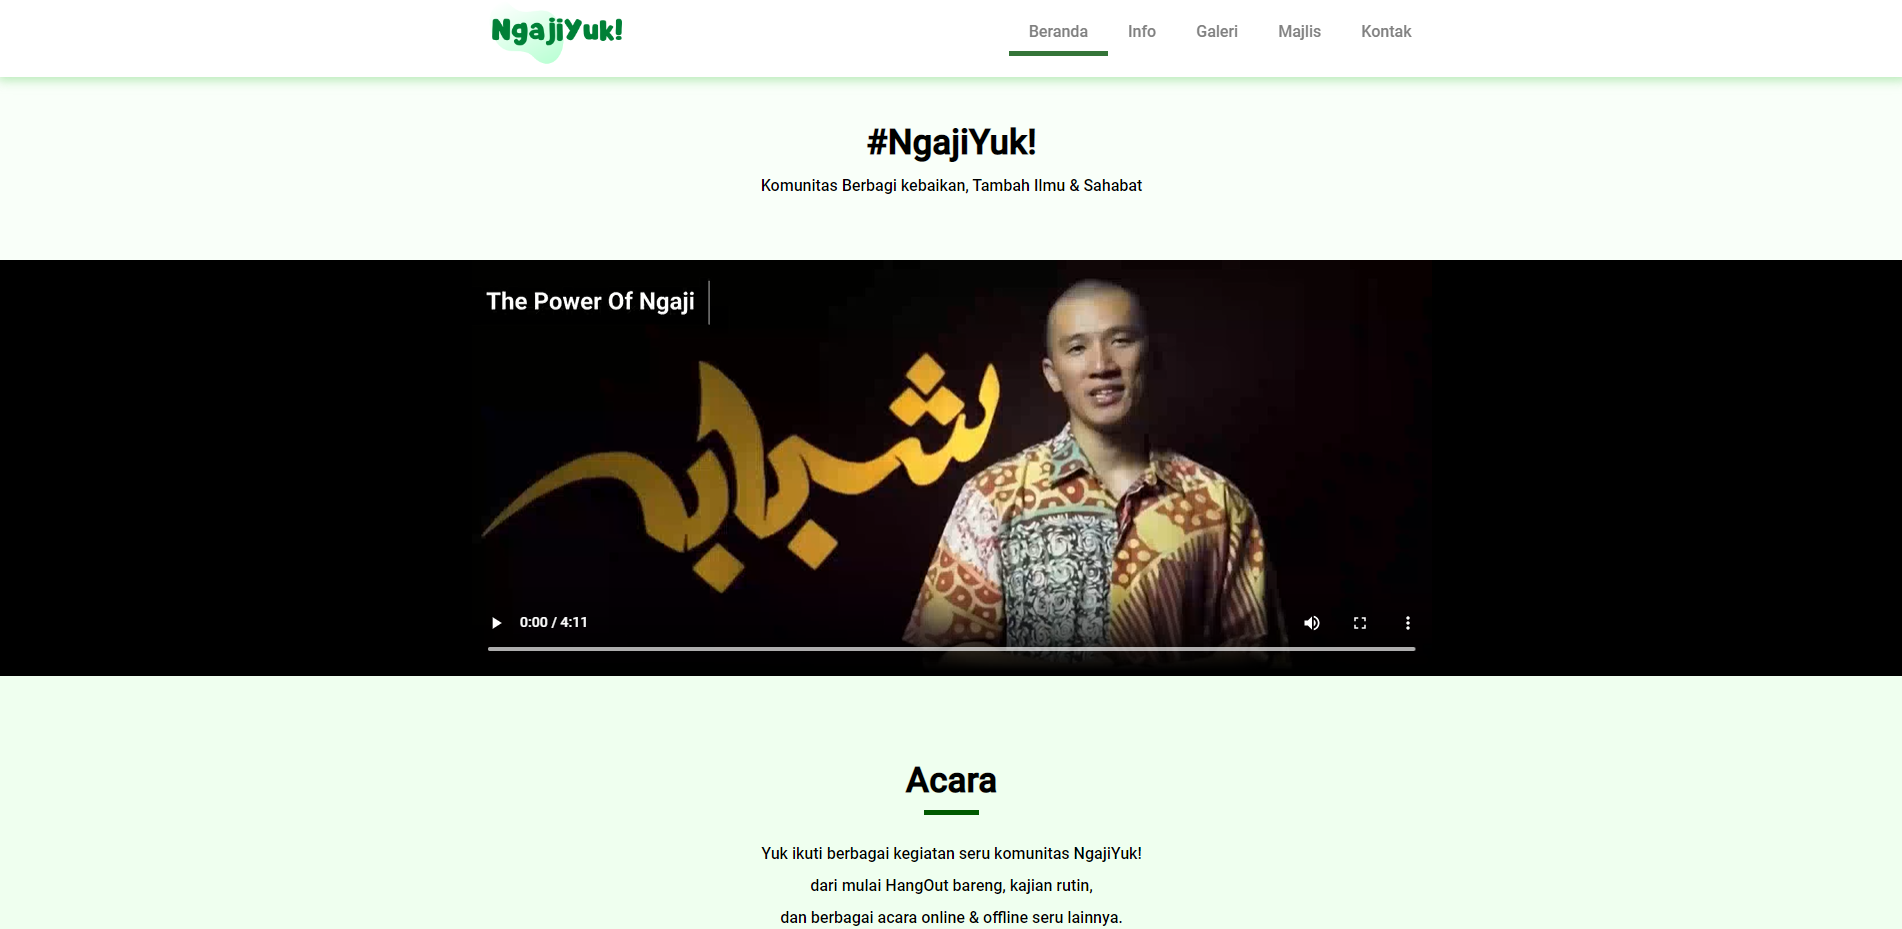 NgajiYuk!
Beranda Info Galeri Majlis Kontak
#NgajiYuk!
Komunitas Berbagi kebaikan, Tambah Ilmu & Sahabat
The Power Of Ngaji
0:00 / 4:11
Acara
Yuk ikuti berbagai kegiatan seru komunitas NgajiYuk!
dari mulai HangOut bareng, kajian rutin,
dan berbagai acara online & offline seru lainnya.